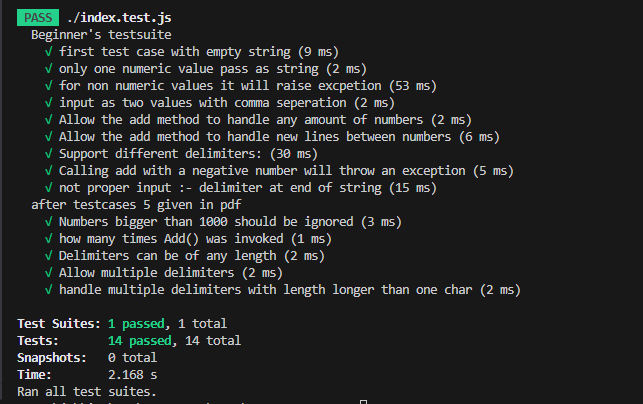 PASS ./index.test.js
Beginner's testsuite
√ first test case with empty string (9 ms)
√ only one numeric value pass as string (2 ms)
√ for non numeric values it will raise excpetion (53 ms)
√ input as two values with comma seperation (2 ms)
√ Allow the add method to handle any amount of numbers (2 ms)
√ Allow the add method to handle new lines between numbers (6 ms)
√ Support different delimiters: (30 ms)
√ Calling add with a negative number will throw an exception (5 ms)
√ not proper input :- delimiter at end of string (15 ms)
after testcases 5 given in pdf
√ Numbers bigger than 1000 should be ignored (3 ms)
√ how many times Add() was invoked (1 ms)
√ Delimiters can be of any length (2 ms)
√ Allow multiple delimiters (2 ms)
√ handle multiple delimiters with length longer than one char (2 ms)
Test Suites: 1 passed, 1 total
Tests: 14 passed, 14 total
Snapshots: 0 total
Time: 2.168 s
Ran all test suites.